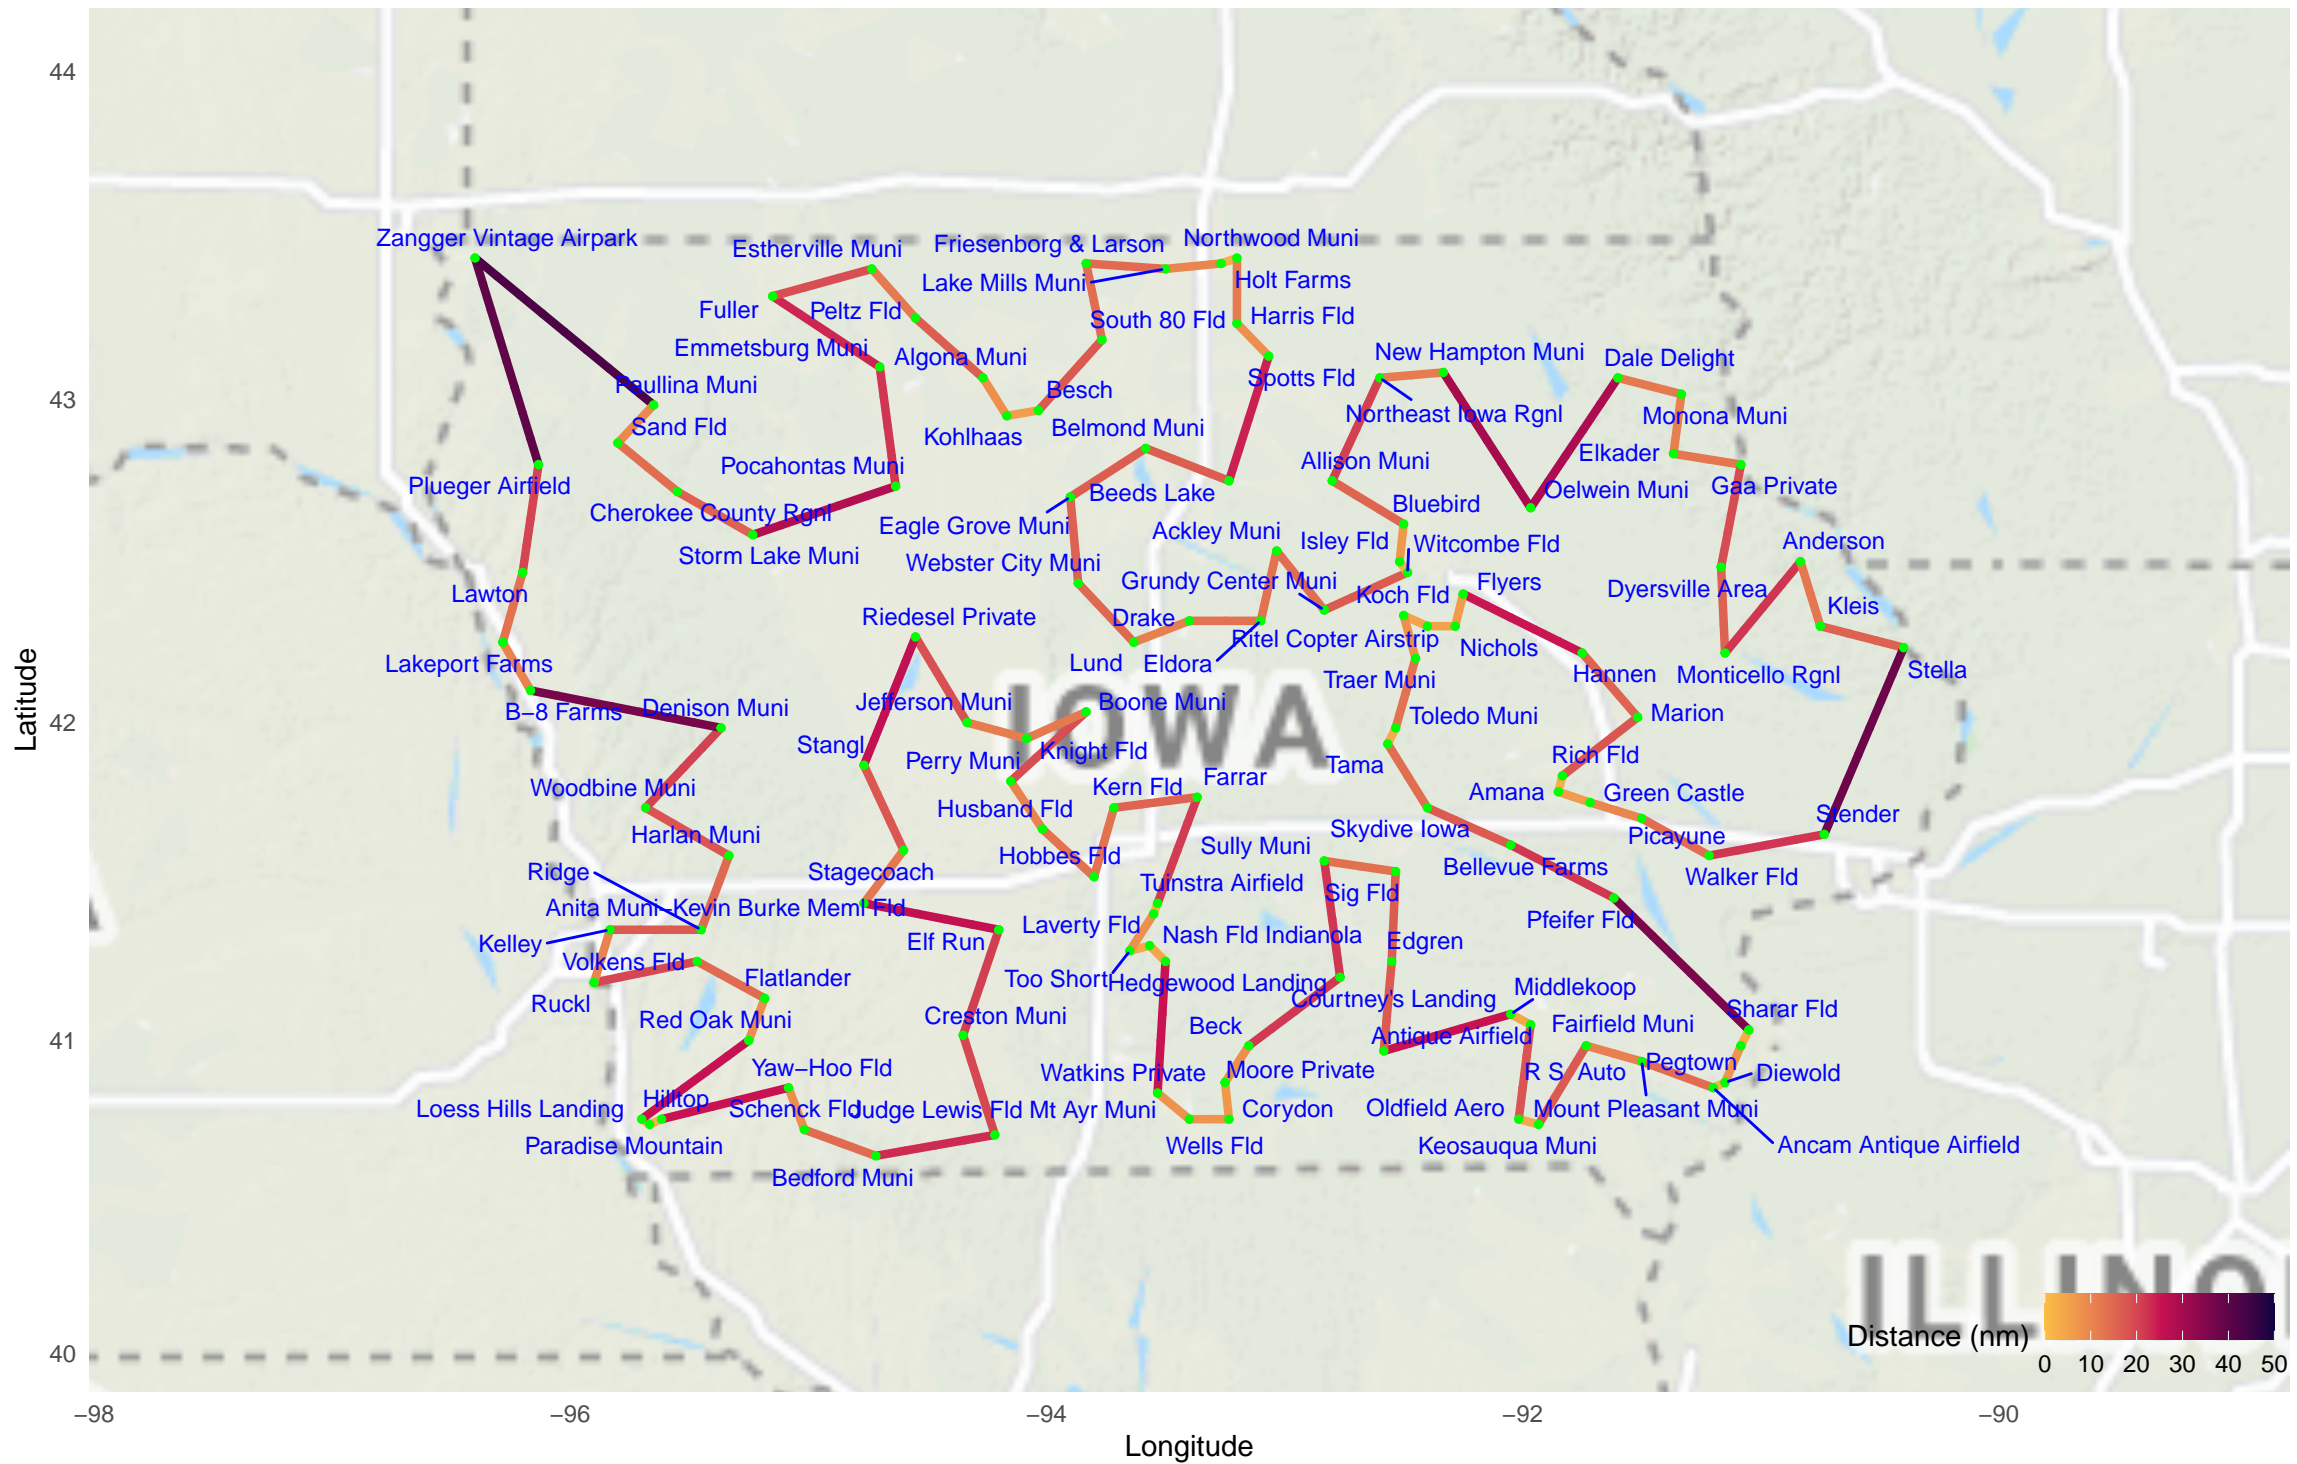 44
43
42
41
40
Latitude
Zangger Vintage Airpark
Estherville Muni
Friesenborg & Larson
Northwood Muni
Lake Mills Muni
Holt Farms
Fuller
Peltz Fld
South 80 Fld
Harris Fld
Emmetsburg Muni
Algona Muni
New Hampton Muni
Dale Delight
Paullina Muni
Besch
Spotts Fld
Northeast Iowa Rgnl
Monona Muni
Sand Fld
Kohlhaas
Belmond Muni
Elkader
Pocahontas Muni
Allison Muni
Plueger Airfield
Beeds Lake
Oelwein Muni
Gaa Private
Cherokee County Rgnl
Bluebird
Eagle Grove Muni
Ackley Muni
Isley Fld
Witcombe Fld
Anderson
Storm Lake Muni
Webster City Muni
Grundy Center Muni
Koch Fld
Flyers
Dyersville Area
Lawton
Kleis
Riedesel Private
Drake
Ritel Copter Airstrip
Nichols
Lakeport Farms
Lund
Eldora
Traer Muni
Hannen
Monticello Rgnl
Stella
B−8 Farms
Denison Muni
Jefferson Muni
Boone Muni
IOWA
Toledo Muni
Marion
Stangl
Perry Muni
Knight Fld
Tama
Rich Fld
Woodbine Muni
Kern Fld
Farrar
Amana
Green Castle
Husband Fld
Stender
Harlan Muni
Skydive Iowa
Picayune
Hobbes Fld
Sully Muni
Ridge
Stagecoach
Tuinstra Airfield
Sig Fld
Bellevue Farms
Walker Fld
Anita Muni−Kevin Burke Meml Fld
Laverty Fld
Pfeifer Fld
Kelley
Elf Run
Nash Fld Indianola
Edgren
Volkens Fld
Flatlander
Too Short
Hedgewood Landing
Ruckl
Courtney's Landing
Middlekoop
Red Oak Muni
Creston Muni
Beck
Antique Airfield
Fairfield Muni
Sharar Fld
Yaw−Hoo Fld
Watkins Private
Moore Private
R S Auto
Pegtown
Diewold
Loess Hills Landing
Hilltop
Schenck Fld
Judge Lewis Fld
Mt Ayr Muni
Corydon
Oldfield Aero
Mount Pleasant Muni
Paradise Mountain
Wells Fld
Keosauqua Muni
Ancam Antique Airfield
Bedford Muni
ILLINO
Distance (nm)
0 10 20 30 40 50
−98 −96 −94 −92 −90
Longitude